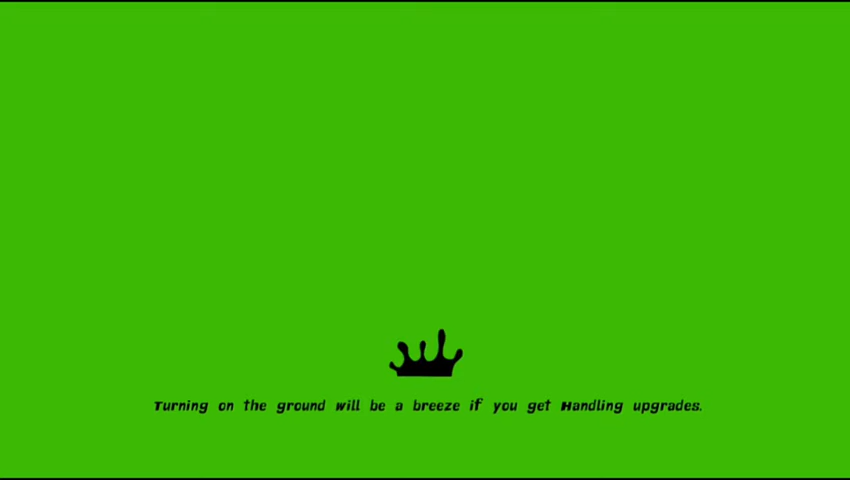 Turning on the ground will be a breeze if you get Handling upgrades.